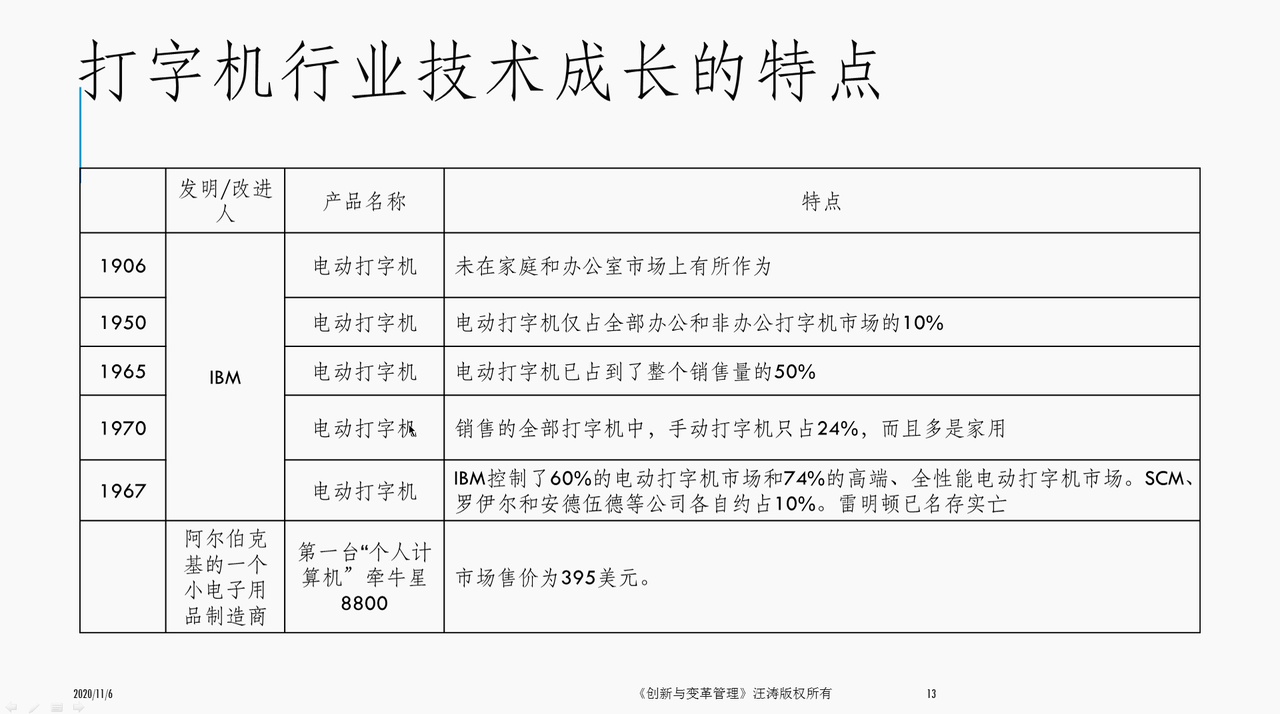 打字机行业技术成长的特点
发明/改进
人
产品名称
特点
1906
IBM
电动打字机
未在家庭和办公室市场上有所作为
1950
电动打字机
电动打字机仅占全部办公和非办公打字机市场的10%
1965
电动打字机
电动打字机已占到了整个销售量的50%
1970
电动打字机
销售的全部打字机中，手动打字机只占24%，而且多是家用
1967
电动打字机
IBM控制了60%的电动打字机市场和74%的高端、全性能电动打字机市场。SCM、
罗伊尔和安德伍德等公司各自约占10%。雷明顿已名存实亡
阿尔伯克
基的一个
小电子用
品制造商
第一台“个人计
算机” 牵牛星
8800
市场售价为395美元。
2020/11/6
《创新与变革管理》汪涛版权所有
13